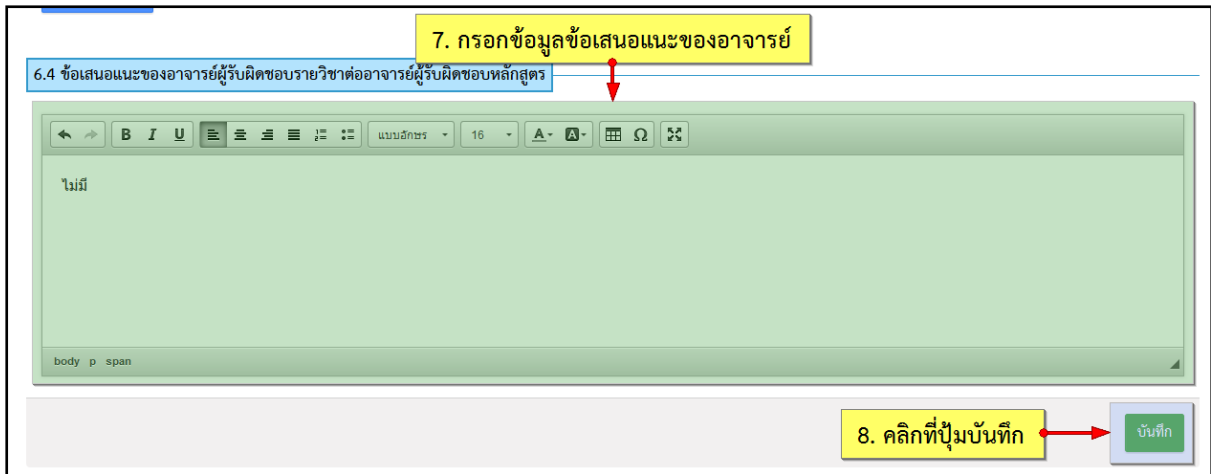 7. กรอกข้อมูลข้อเสนอแนะของอาจารย์
6.4 ข้อเสนอแนะของอาจารย์ผู้รับผิดชอบรายวิชาต่ออาจารย์ผู้รับผิดชอบหลักสูตร
B I U แบบอักษร 16 A A Ω
ไม่มี
body p span
8. คลิกที่ปุ่มบันทึก
บันทึก